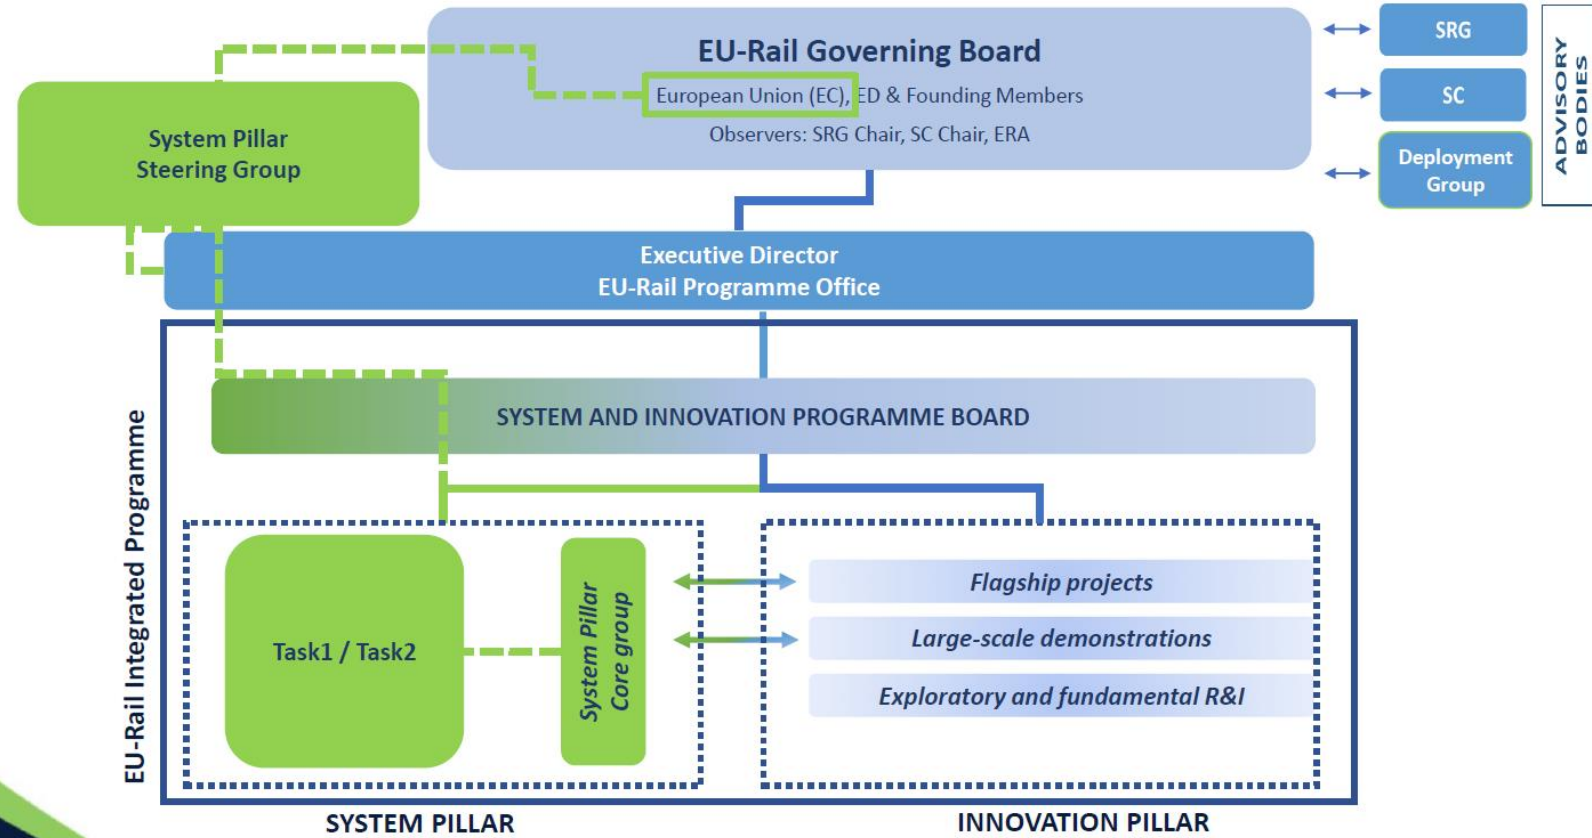 EU-Rail Governing Board
European Union (EC), ED & Founding Members
Observers: SRG Chair, SC Chair, ERA
SRG
SC
Deployment
Group
ADVISORY
BODIES
System Pillar
Steering Group
Executive Director
EU-Rail Programme Office
EU-Rail Integrated Programme
SYSTEM AND INNOVATION PROGRAMME BOARD
Task1 / Task2
System Pillar
Core group
Flagship projects
Large-scale demonstrations
Exploratory and fundamental R&I
SYSTEM PILLAR
INNOVATION PILLAR